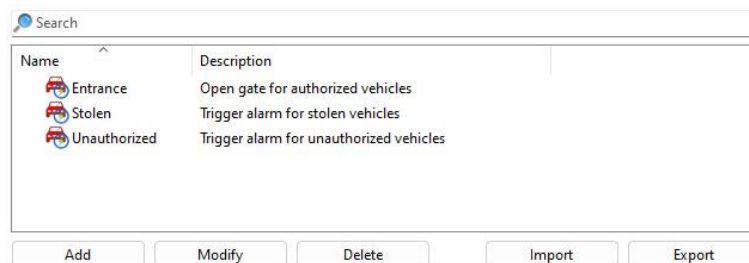 Search
Name Description
Entrance Open gate for authorized vehicles
Stolen Trigger alarm for stolen vehicles
Unauthorized Trigger alarm for unauthorized vehicles
Add Modify Delete Import Export